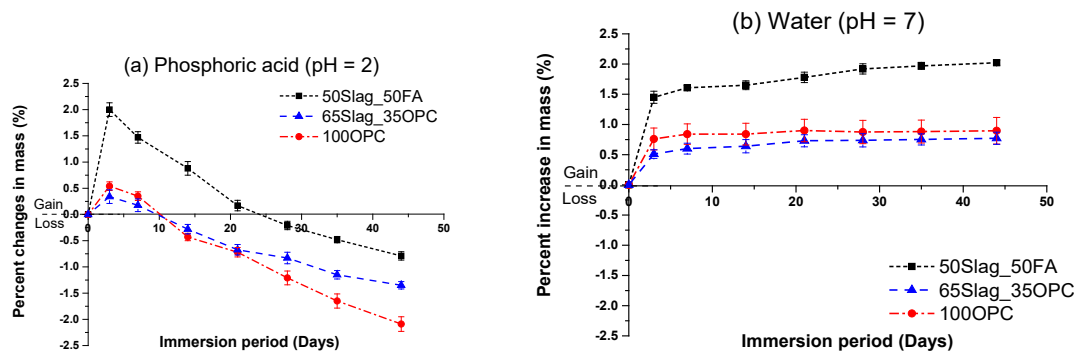 (a) Phosphoric acid (pH = 2)
50Slag_50FA
65Slag_35OPC
100OPC
Percent changes in mass (%)
2.5
2.0
1.5
1.0
0.5
0.0
-0.5
-1.0
-1.5
-2.0
-2.5
Gain
Loss
0
10
20
30
40
50
Immersion period (Days)
(b) Water (pH = 7)
Percent increase in mass (%)
2.5
2.0
1.5
1.0
0.5
0.0
-0.5
-1.0
-1.5
-2.0
-2.5
Gain
Loss
0
10
20
30
40
50
50Slag_50FA
65Slag_35OPC
100OPC
Immersion period (Days)